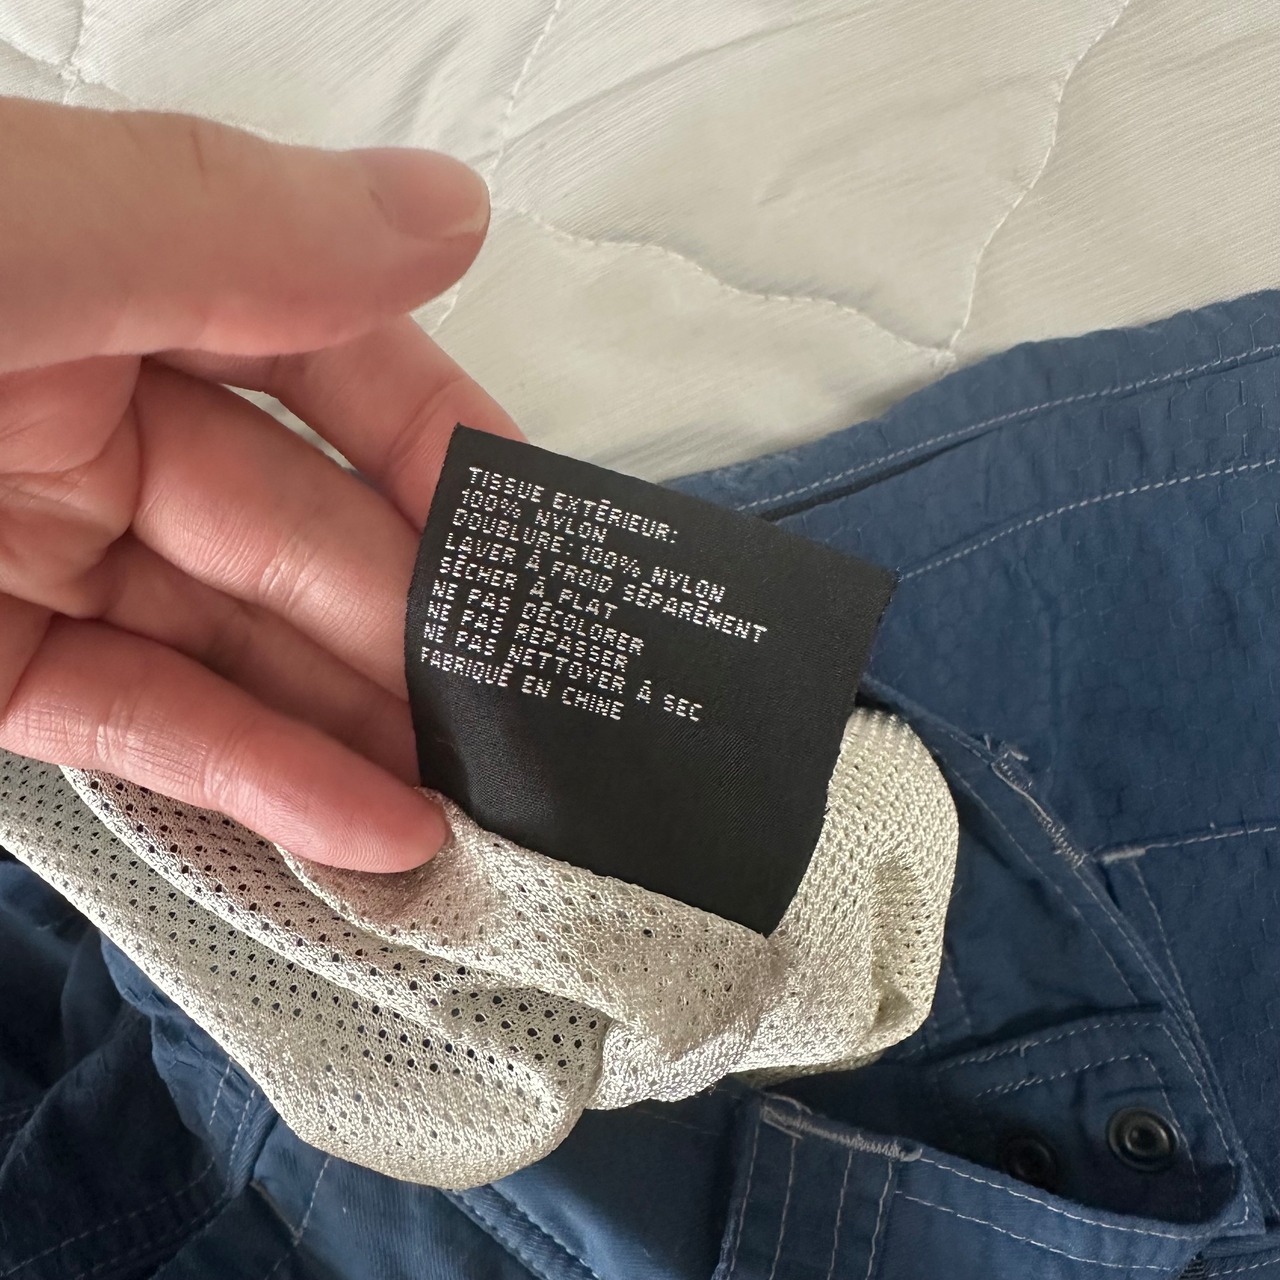 TISSUE EXTÉRIEUR:
100% NYLON
DOUBLURE: 100% NYLON
LAVER À FROID SÉPARÉMENT
SÉCHER À PLAT
NE PAS DÉCOLORER
NE PAS REPASSER
NE PAS NETTOYER À SEC
FABRIQUÉ EN CHINE